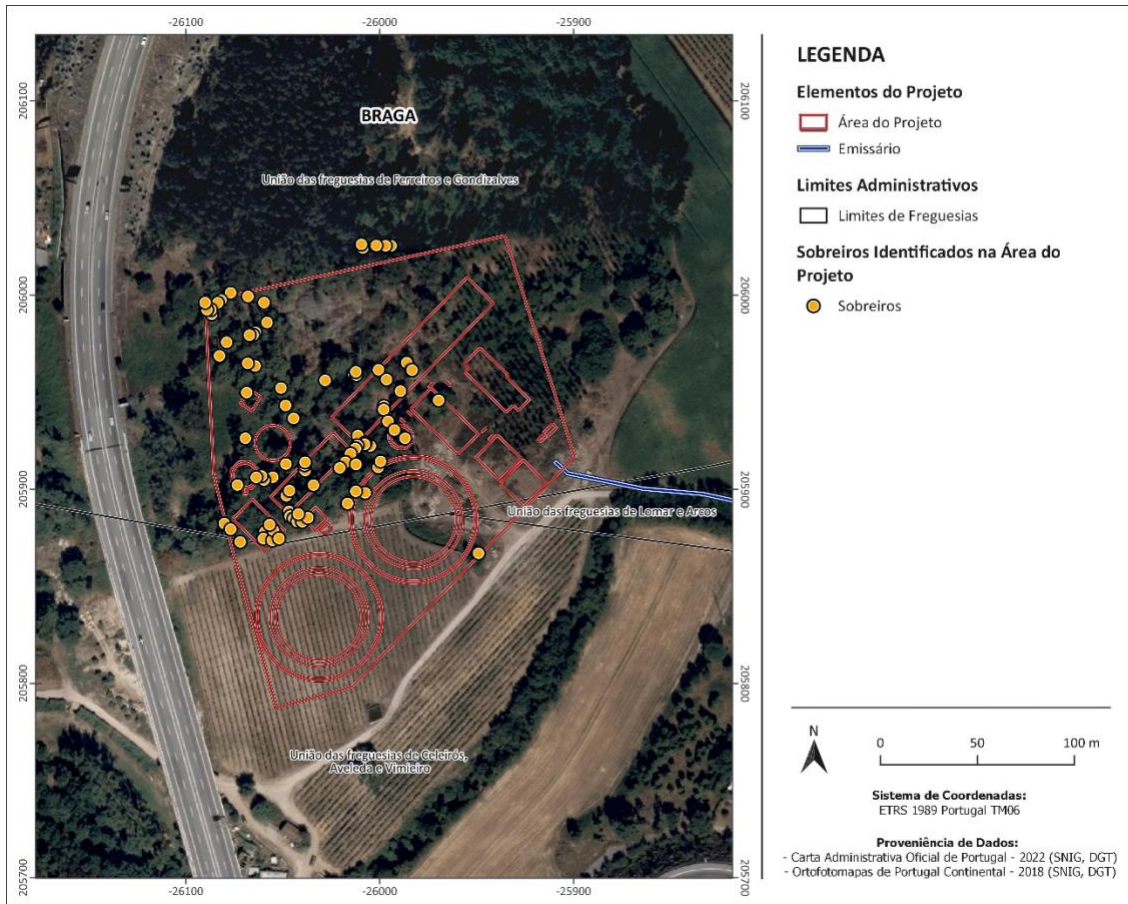 -26100
-26000
-25900
206100
206100
BRAGA
União das freguesias de Ferreiros e Gondizalves
206000
206000
205900
205900
União das freguesias de Lomar e Arcos
205800
205800
União das freguesias de Celeirós,
Aveleda e Vimieiro
205700
205700
-26100
-26000
-25900
LEGENDA
Elementos do Projeto
Área do Projeto
Emissário
Limites Administrativos
Limites de Freguesias
Sobreiros Identificados na Área do
Projeto
Sobreiros
N
0 50 100 m
Sistema de Coordenadas:
ETRS 1989 Portugal TM06
Proveniência de Dados:
- Carta Administrativa Oficial de Portugal - 2022 (SNIG, DGT)
- Ortofotomapas de Portugal Continental - 2018 (SNIG, DGT)